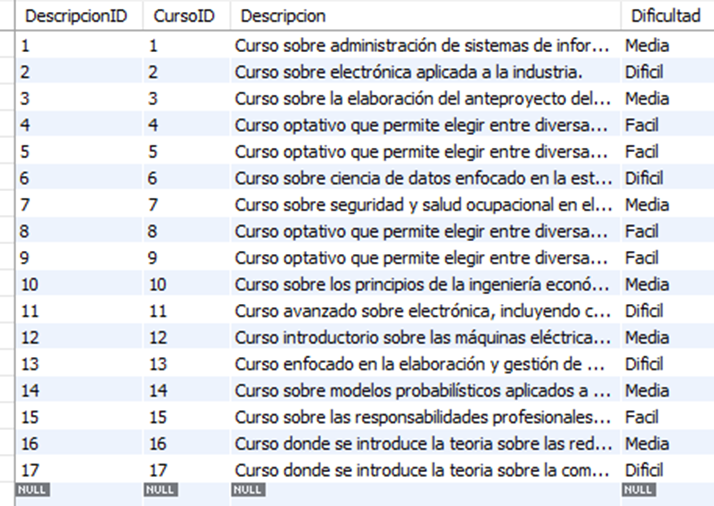 DescripcionID CursoID Descripcion Dificultad
1 1 Curso sobre administración de sistemas de infor... Media
2 2 Curso sobre electrónica aplicada a la industria. Dificil
3 3 Curso sobre la elaboración del anteproyecto del... Media
4 4 Curso optativo que permite elegir entre diversa... Facil
5 5 Curso optativo que permite elegir entre diversa... Facil
6 6 Curso sobre ciencia de datos enfocado en la est... Dificil
7 7 Curso sobre seguridad y salud ocupacional en el... Media
8 8 Curso optativo que permite elegir entre diversa... Facil
9 9 Curso optativo que permite elegir entre diversa... Facil
10 10 Curso sobre los principios de la ingeniería econó... Media
11 11 Curso avanzado sobre electrónica, incluyendo c... Dificil
12 12 Curso introductorio sobre las máquinas eléctrica... Media
13 13 Curso enfocado en la elaboración y gestión de ... Dificil
14 14 Curso sobre modelos probabilísticos aplicados a ... Media
15 15 Curso sobre las responsabilidades profesionales... Facil
16 16 Curso donde se introduce la teoria sobre las red... Media
17 17 Curso donde se introduce la teoria sobre la com... Dificil
NULL NULL NULL NULL